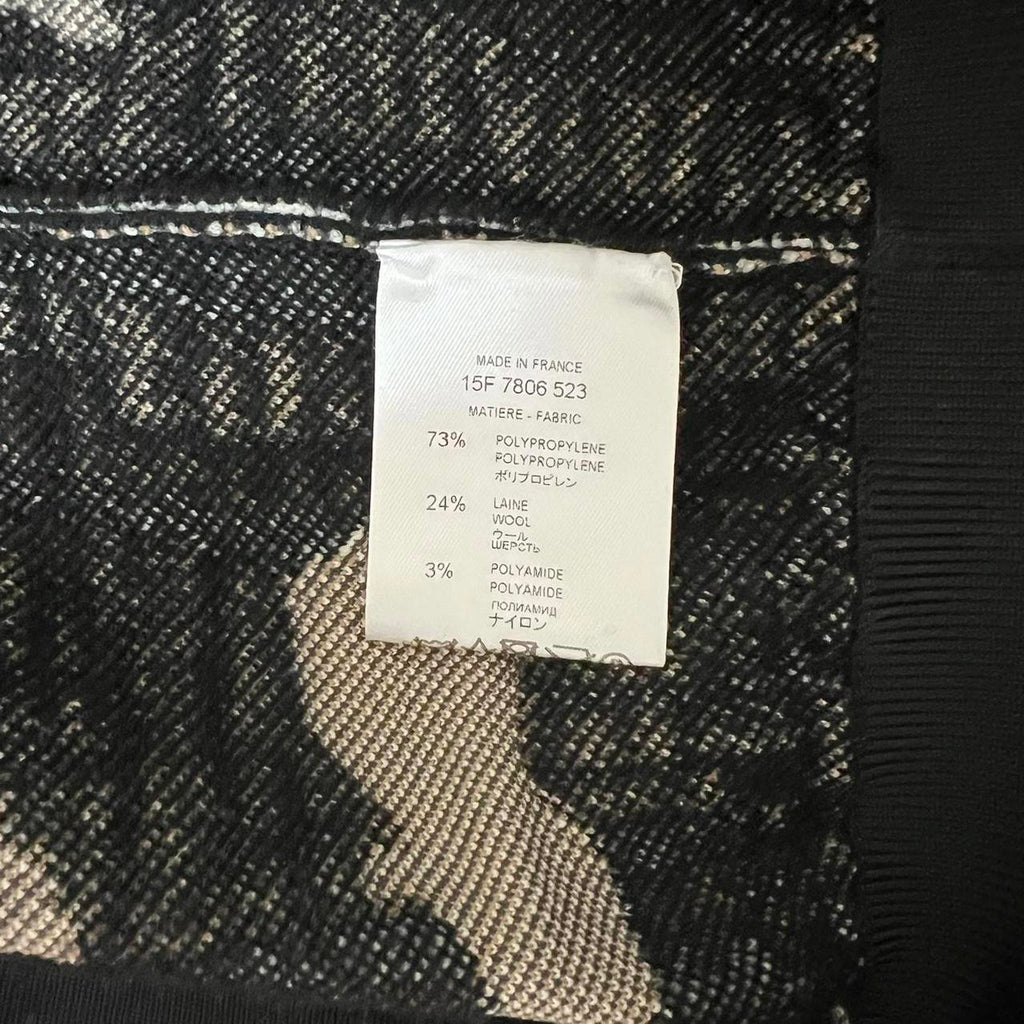 MADE IN FRANCE
15F 7806 523
MATIERE - FABRIC
73% POLYPROPYLENE
POLYPROPYLENE
ポリプロピレン
24% LAINE
WOOL
ウール
ШЕРСТЬ
3% POLYAMIDE
POLYAMIDE
ПОЛИАМИД
ナイロン